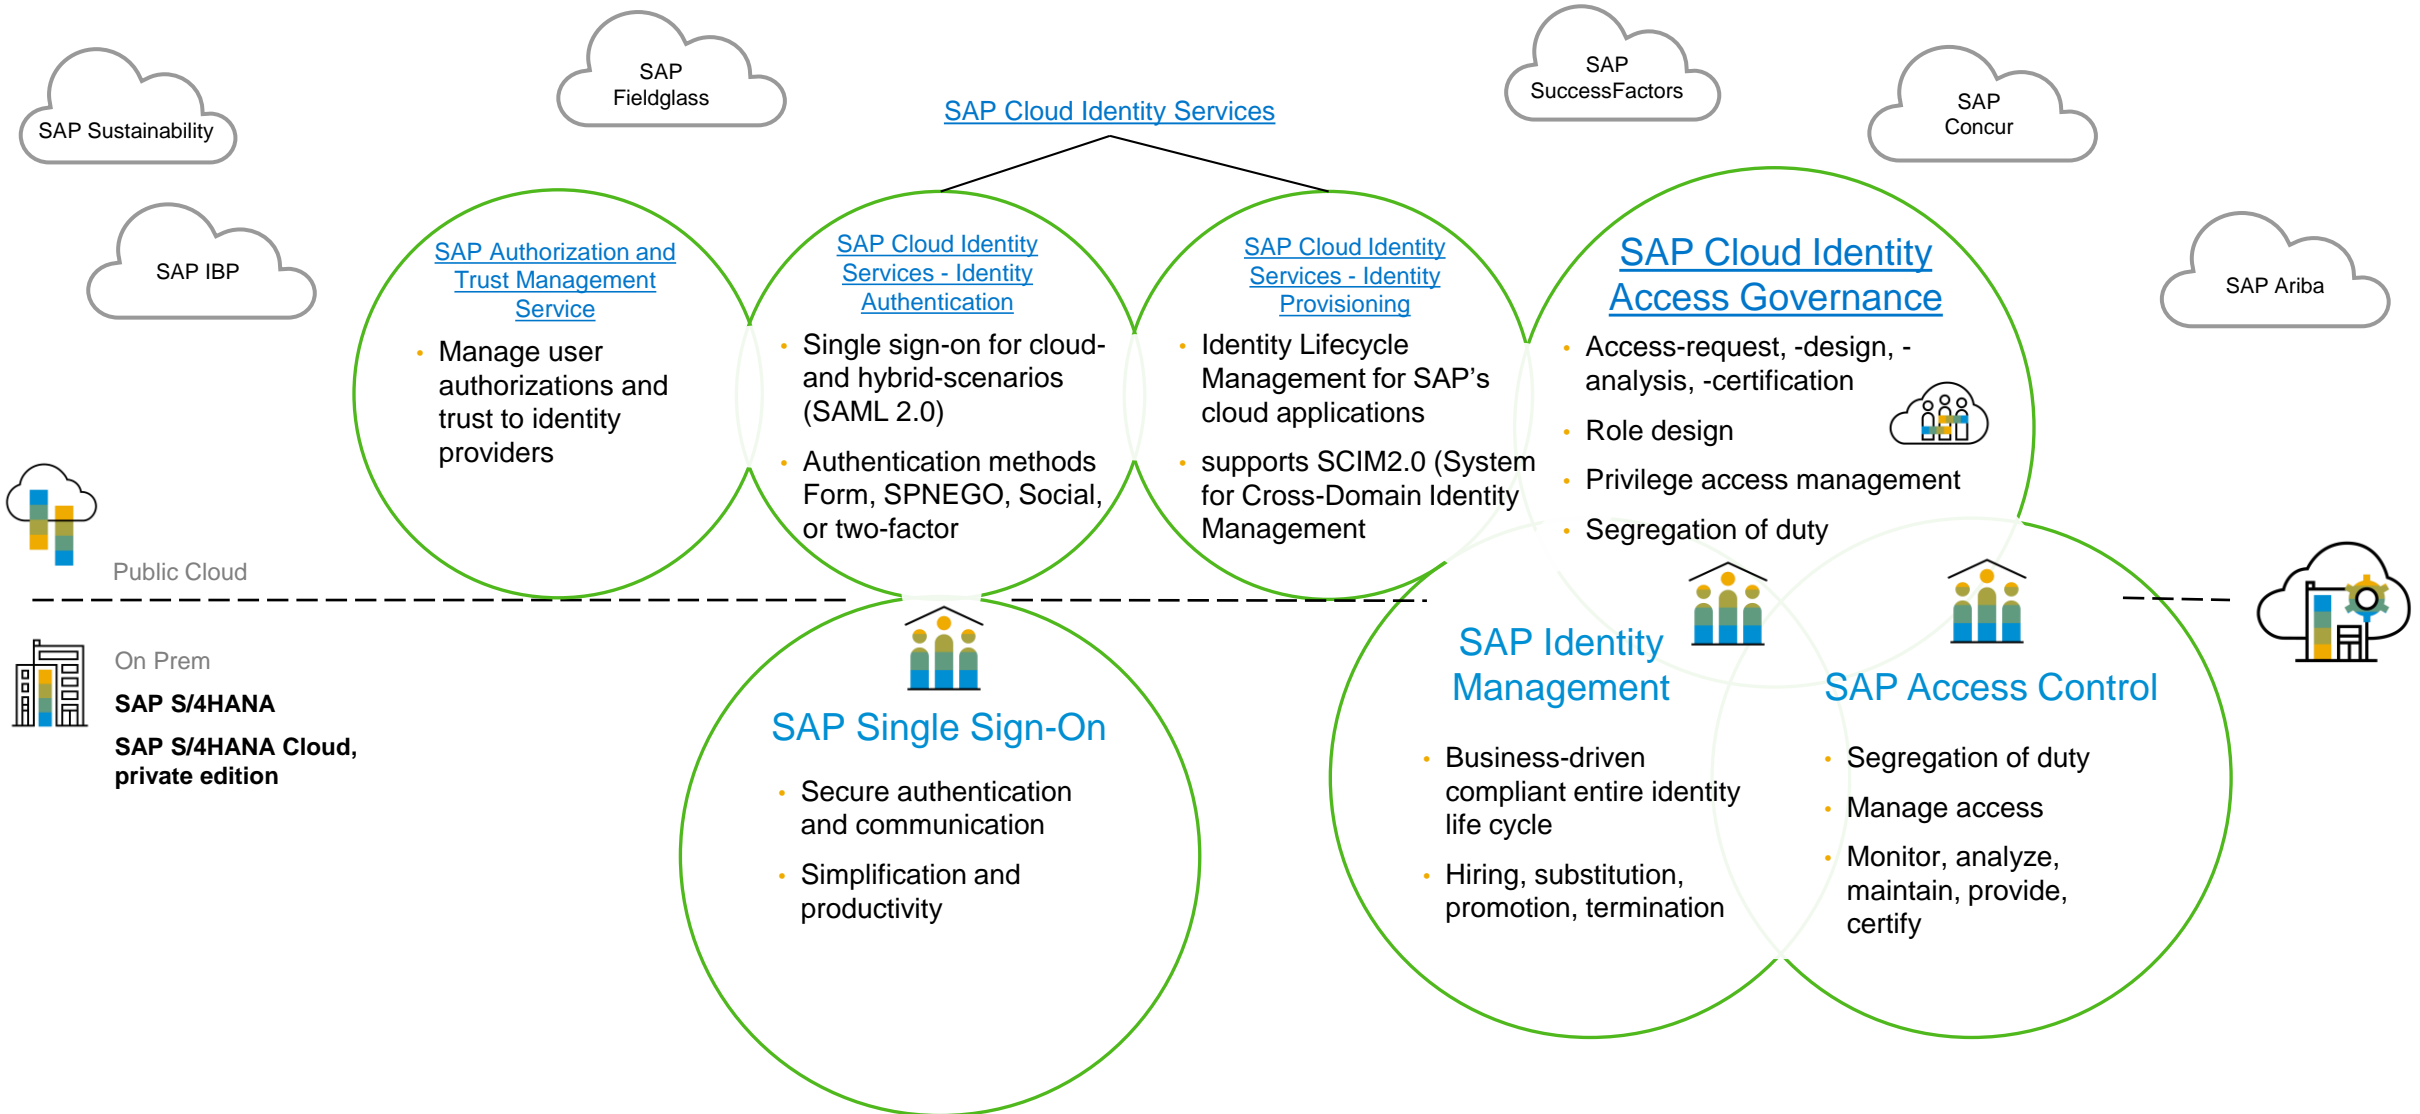 SAP Sustainability
SAP
Fieldglass
SAP
SuccessFactors
SAP
Concur
SAP IBP
SAP Ariba
SAP Cloud Identity Services
SAP Authorization and
Trust Management
Service
• Manage user
authorizations and
trust to identity
providers
SAP Cloud Identity
Services - Identity
Authentication
• Single sign-on for cloud-
and hybrid-scenarios
(SAML 2.0)
• Authentication methods
Form, SPNEGO, Social,
or two-factor
SAP Cloud Identity
Services - Identity
Provisioning
• Identity Lifecycle
Management for SAP’s
cloud applications
• supports SCIM2.0 (System
for Cross-Domain Identity
Management
SAP Cloud Identity
Access Governance
• Access-request, -design, -
analysis, -certification
• Role design
• Privilege access management
• Segregation of duty
Public Cloud
On Prem
SAP S/4HANA
SAP S/4HANA Cloud,
private edition
SAP Single Sign-On
• Secure authentication
and communication
• Simplification and
productivity
SAP Identity
Management
• Business-driven
compliant entire identity
life cycle
• Hiring, substitution,
promotion, termination
SAP Access Control
• Segregation of duty
• Manage access
• Monitor, analyze,
maintain, provide,
certify